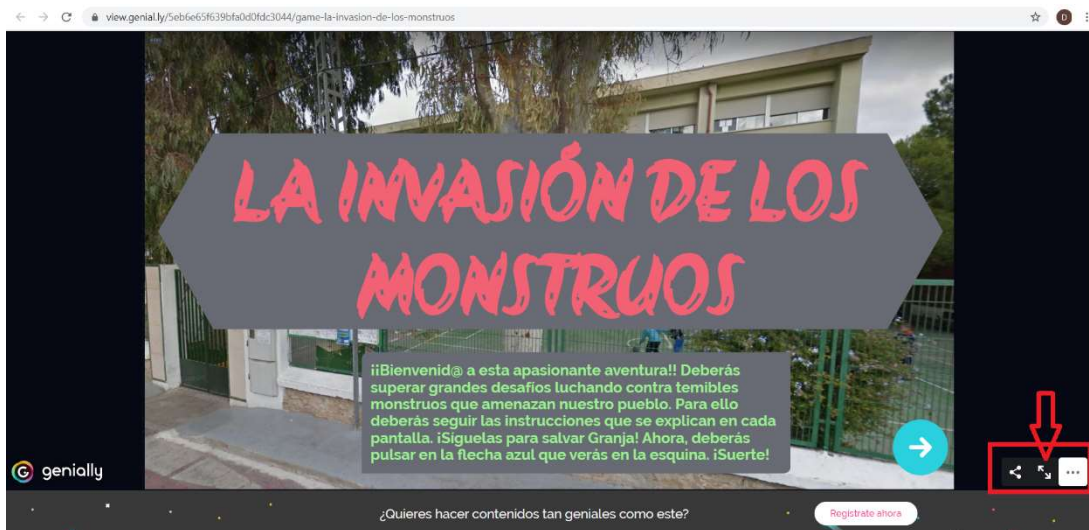 view.genial.ly/5eb6e65f639bfa0d0fdc3044/game-la-invasion-de-los-monstruos
D
LA INVASIÓN DE LOS
MONSTRUOS
¡¡Bienvenid@ a esta apasionante aventura!! Deberás
superar grandes desafíos luchando contra temibles
monstruos que amenazan nuestro pueblo. Para ello
deberás seguir las instrucciones que se explican en cada
pantalla. ¡Síguelas para salvar Granja! Ahora, deberás
pulsar en la flecha azul que verás en la esquina. ¡Suerte!
genially
¿Quieres hacer contenidos tan geniales como este?
Regístrate ahora